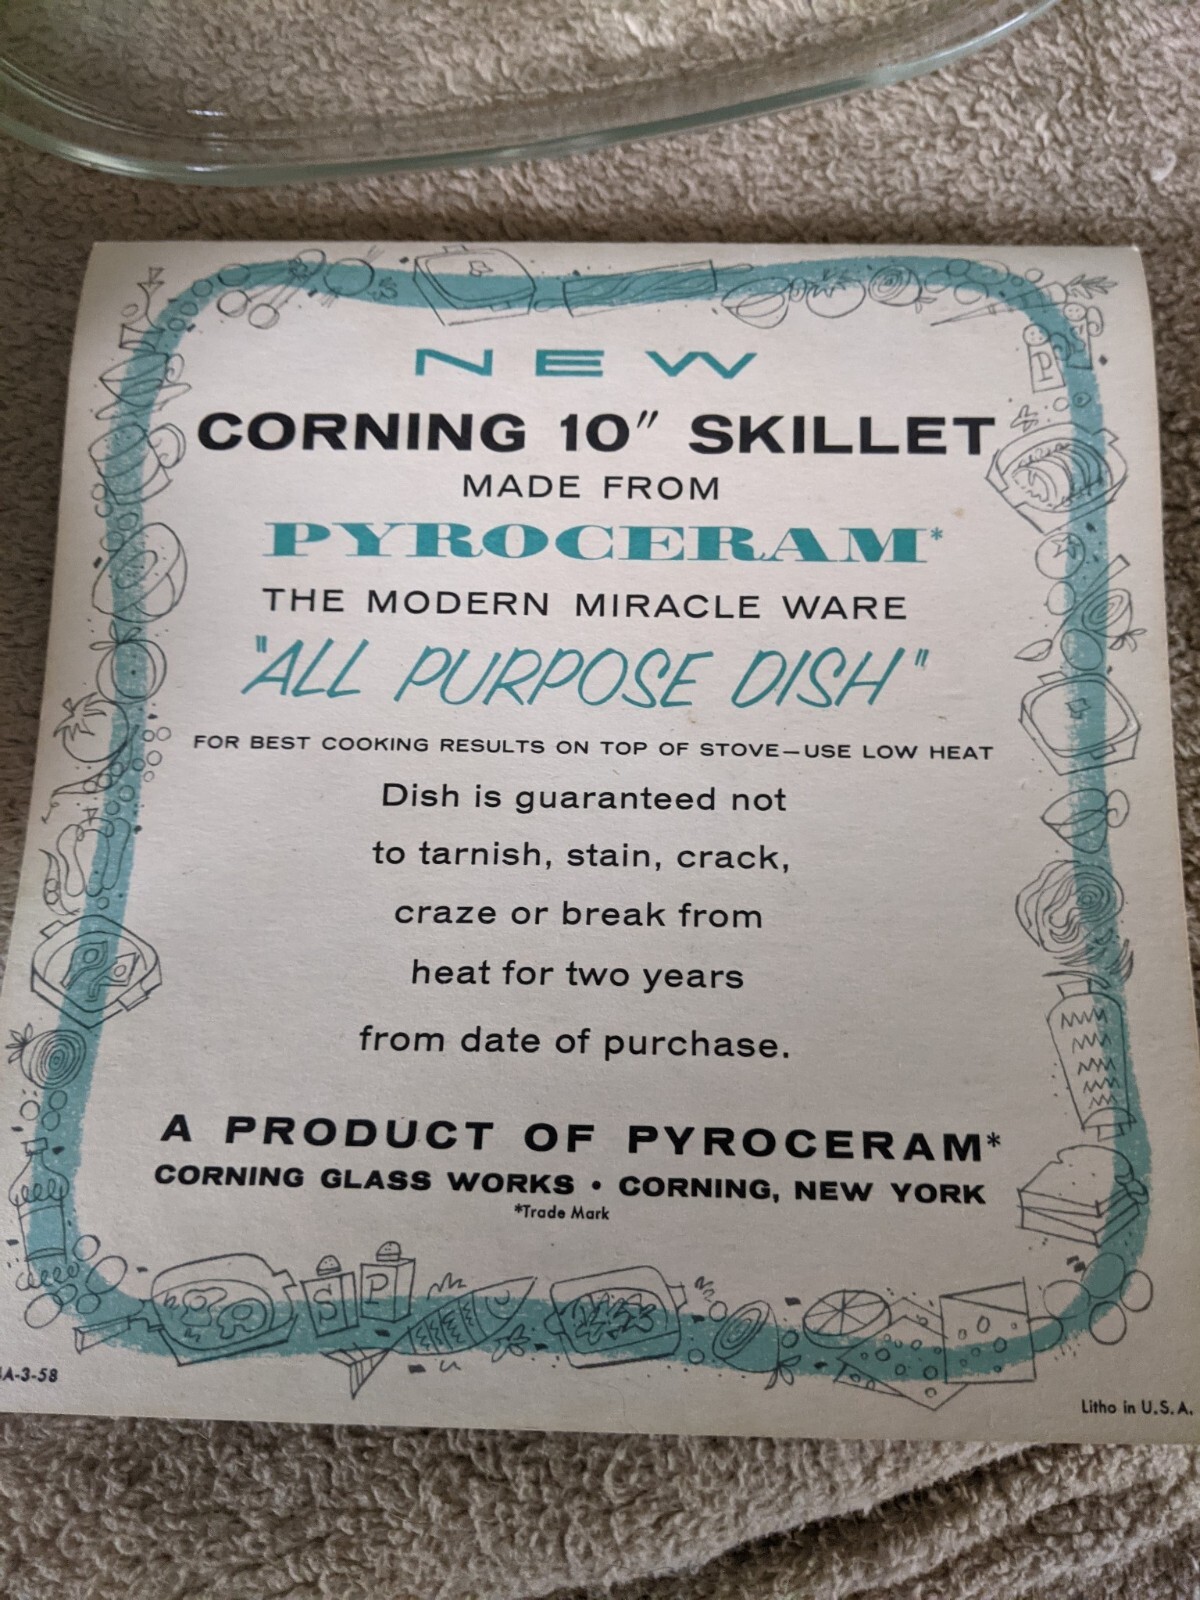 NEW
CORNING 10" SKILLET
MADE FROM
PYROCERAM*
THE MODERN MIRACLE WARE
"ALL PURPOSE DISH"
FOR BEST COOKING RESULTS ON TOP OF STOVE—USE LOW HEAT
Dish is guaranteed not
to tarnish, stain, crack,
craze or break from
heat for two years
from date of purchase.
A PRODUCT OF PYROCERAM*
CORNING GLASS WORKS • CORNING, NEW YORK
*Trade Mark
P
S P
A-3-58
Litho in U.S.A.